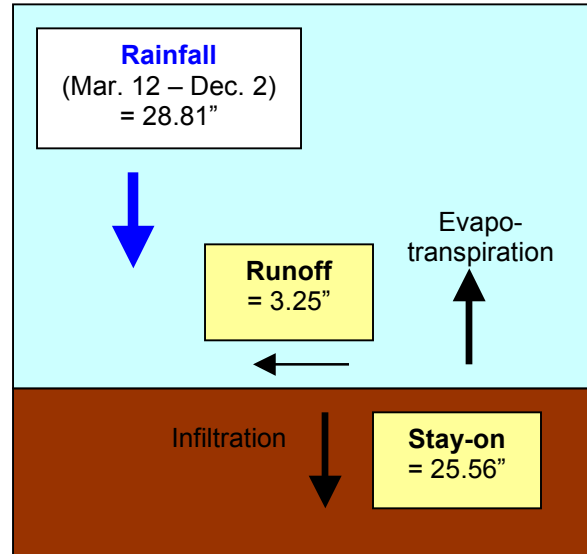 Rainfall
(Mar. 12 – Dec. 2)
= 28.81”
Evapo-
transpiration
Runoff
= 3.25”
Infiltration
Stay-on
= 25.56”